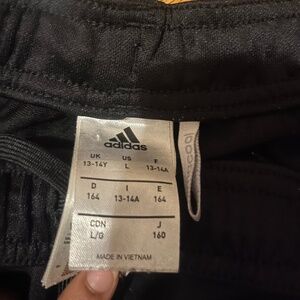 adidas
UK US F
13-14Y L 13-14A
D I E
164 13-14A 164
CDN J
L/G 160
MADE IN VIETNAM